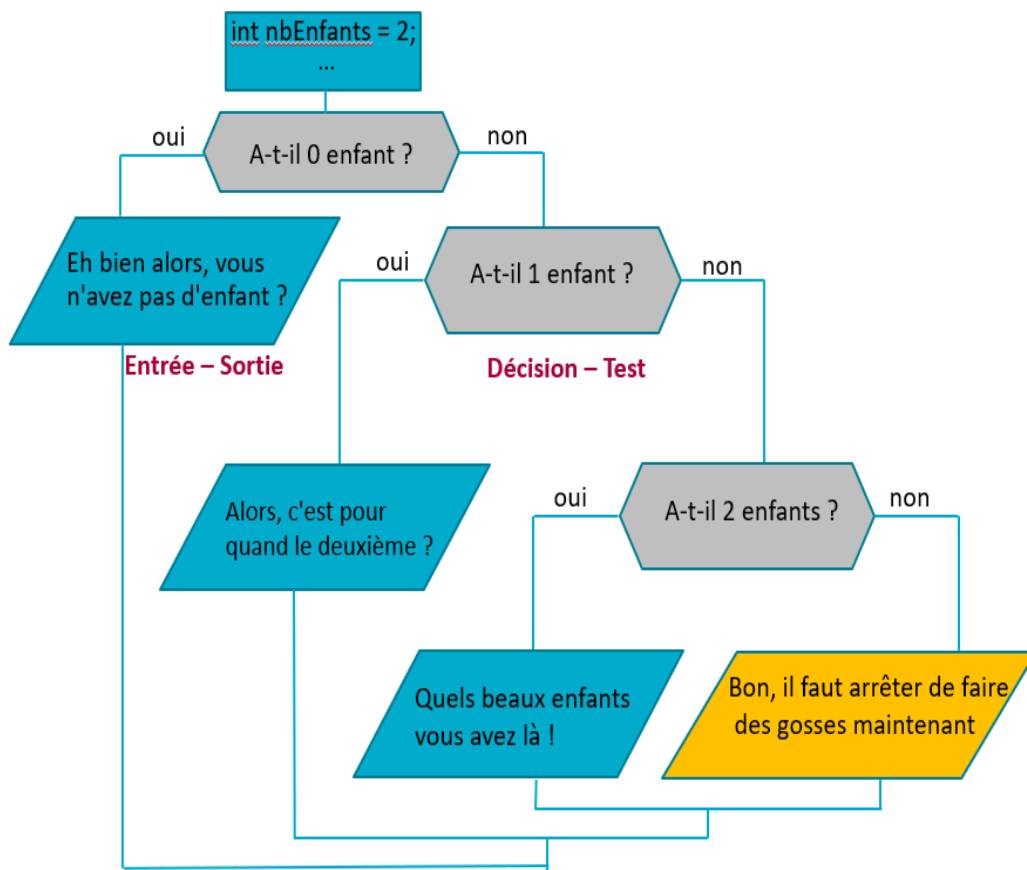 int nbEnfants = 2;
...
oui
non
A-t-il 0 enfant ?
Eh bien alors, vous
n'avez pas d'enfant ?
oui
A-t-il 1 enfant ?
non
Entrée – Sortie
Décision – Test
Alors, c'est pour
quand le deuxième ?
oui
A-t-il 2 enfants ?
non
Quels beaux enfants
vous avez là !
Bon, il faut arrêter de faire
des gosses maintenant